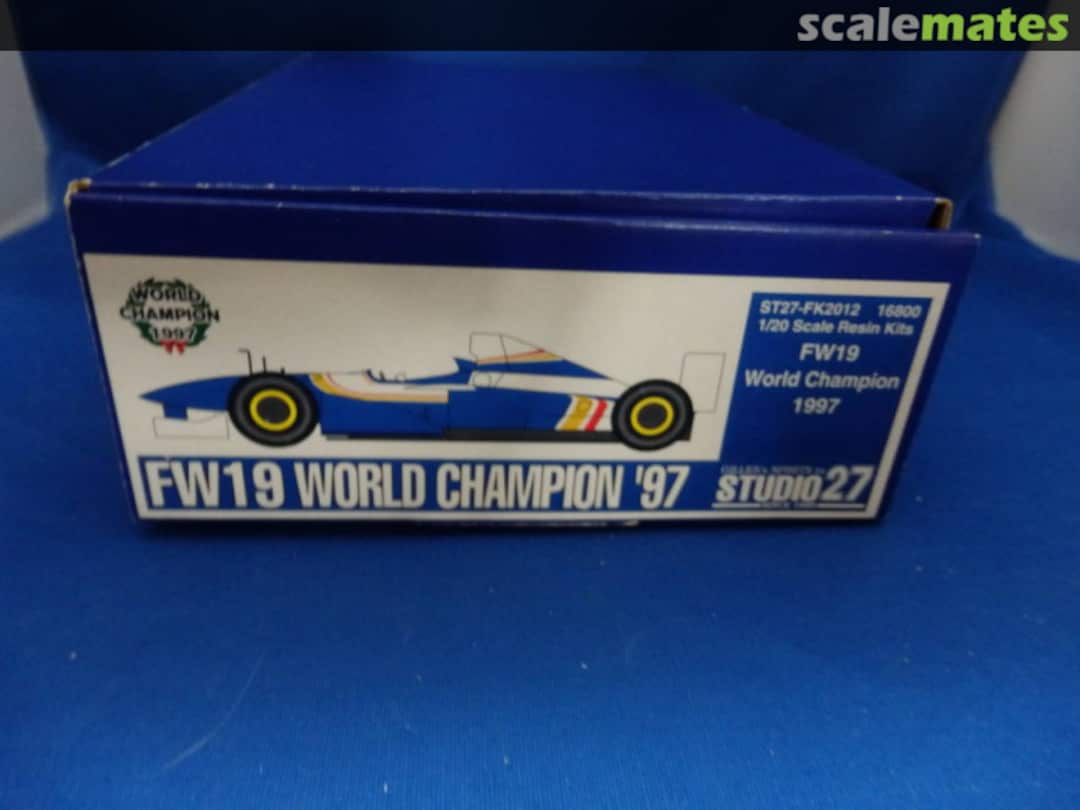 scalemates
WORLD
CHAMPION
1997
ST27-FK2012 16800
1/20 Scale Resin Kits
FW19
World Champion
1997
FW19 WORLD CHAMPION '97
STUDIO27